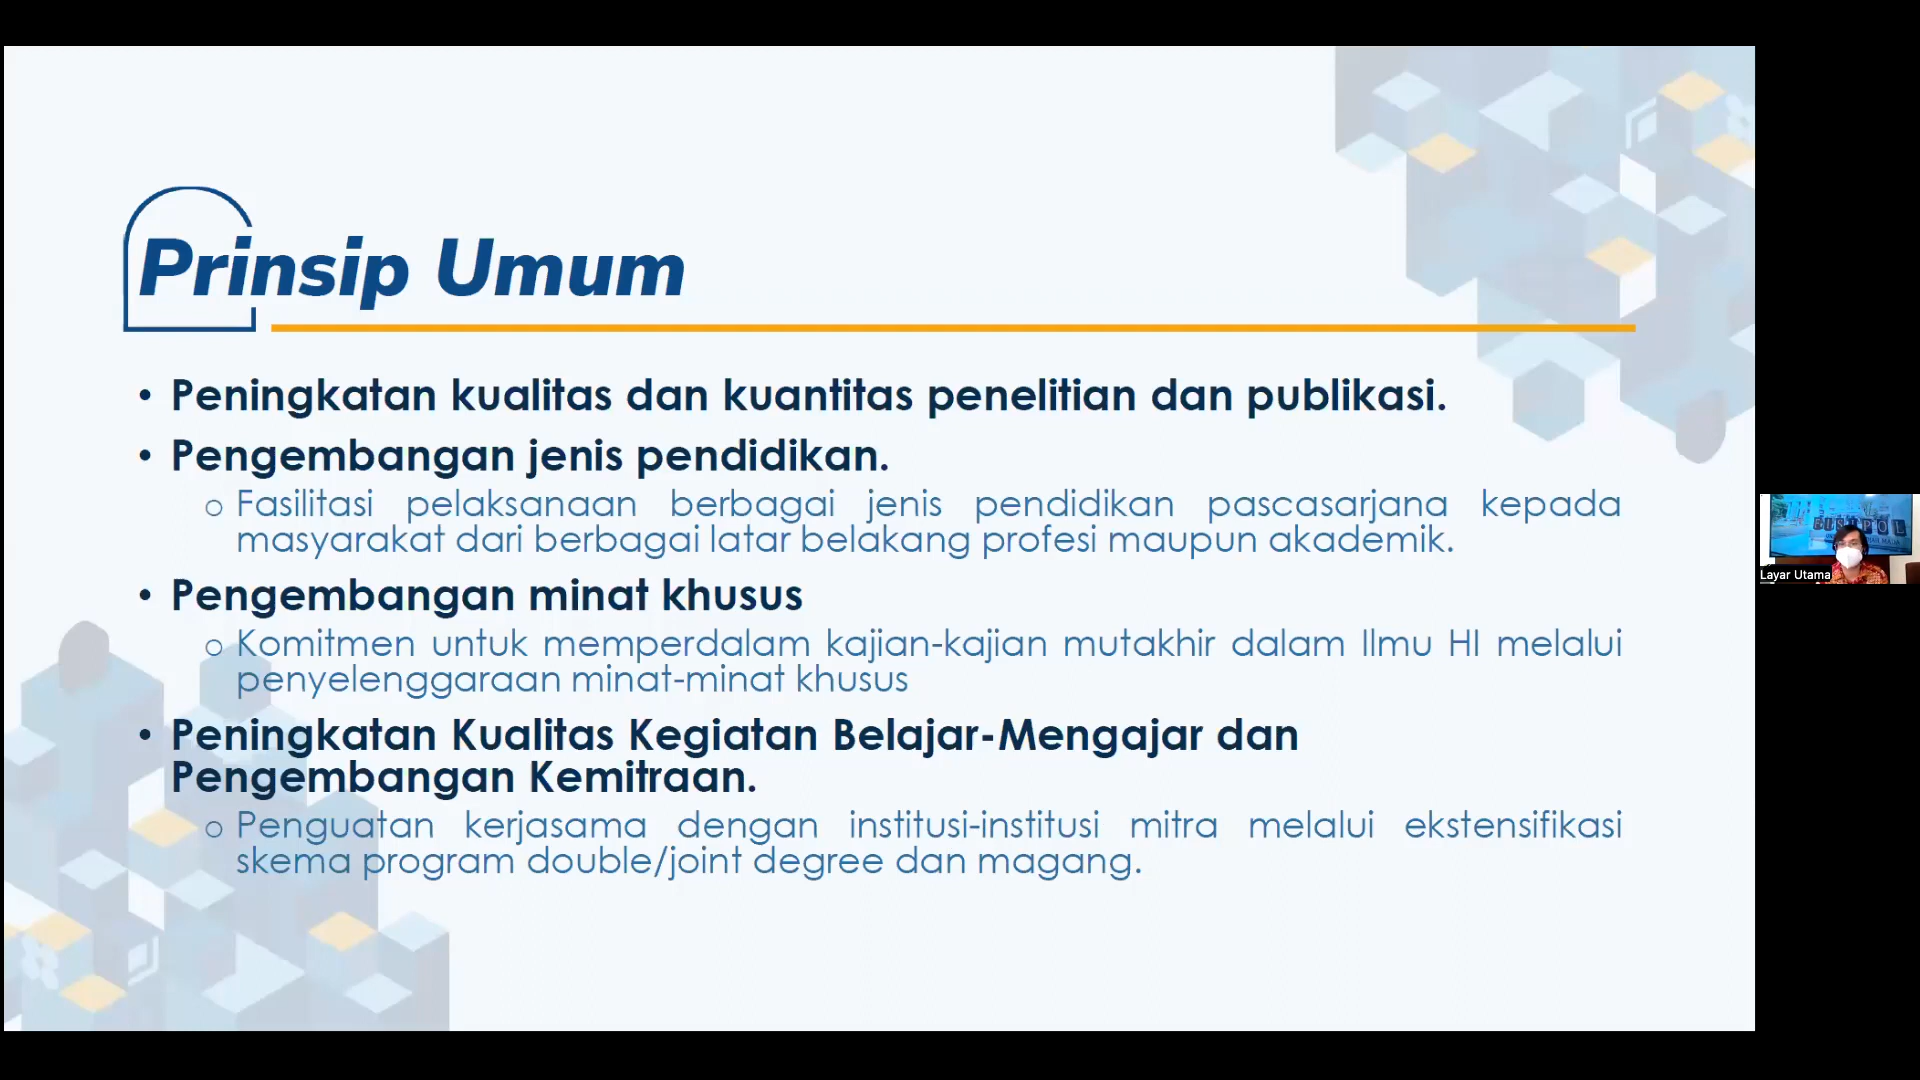 Prinsip Umum
• Peningkatan kualitas dan kuantitas penelitian dan publikasi.
• Pengembangan jenis pendidikan.
o Fasilitasi pelaksanaan berbagai jenis pendidikan pascasarjana kepada
masyarakat dari berbagai latar belakang profesi maupun akademik.
• Pengembangan minat khusus
o Komitmen untuk memperdalam kajian-kajian mutakhir dalam Ilmu HI melalui
penyelenggaraan minat-minat khusus
• Peningkatan Kualitas Kegiatan Belajar-Mengajar dan
Pengembangan Kemitraan.
o Penguatan kerjasama dengan institusi-institusi mitra melalui ekstensifikasi
skema program double/joint degree dan magang.
Layar Utama